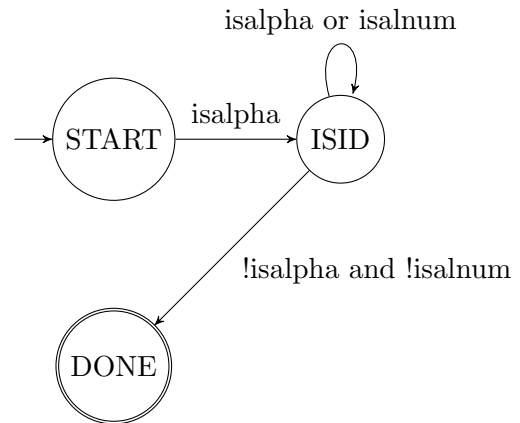 isalpha or isalnum
START
isalpha
ISID
!isalpha and !isalnum
DONE